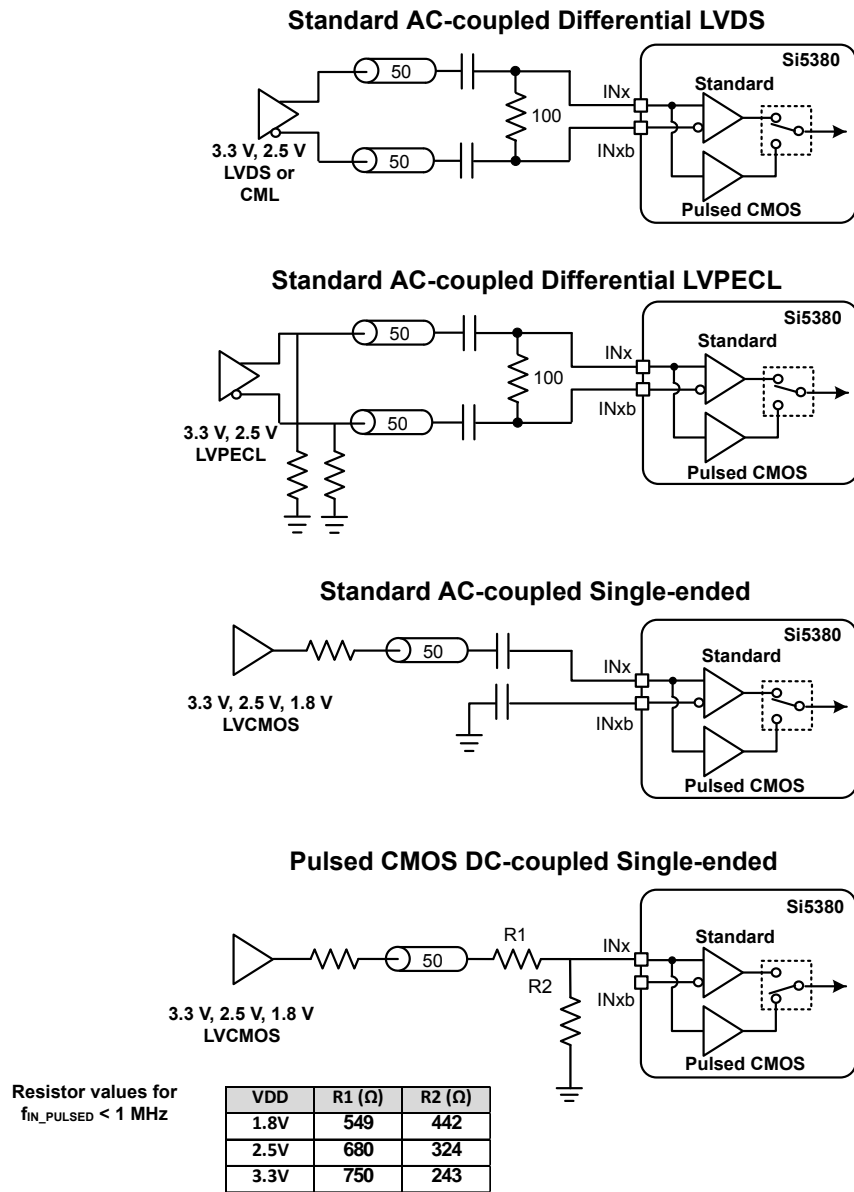 Standard AC-coupled Differential LVDS
Si5380
50
Standard
INx
100
INxb
3.3 V, 2.5 V
LVDS or
CML
50
Pulsed CMOS
Standard AC-coupled Differential LVPECL
Si5380
50
Standard
INx
100
INxb
50
3.3 V, 2.5 V
LVPECL
Pulsed CMOS
Standard AC-coupled Single-ended
Si5380
50
Standard
INx
3.3 V, 2.5 V, 1.8 V
LVCMOS
INxb
Pulsed CMOS
Pulsed CMOS DC-coupled Single-ended
Si5380
R1
INx
Standard
50
R2
INxb
3.3 V, 2.5 V, 1.8 V
LVCMOS
Pulsed CMOS
Resistor values for
fIN_PULSED < 1 MHz
VDD R1 (Ω) R2 (Ω)
1.8V 549 442
2.5V 680 324
3.3V 750 243